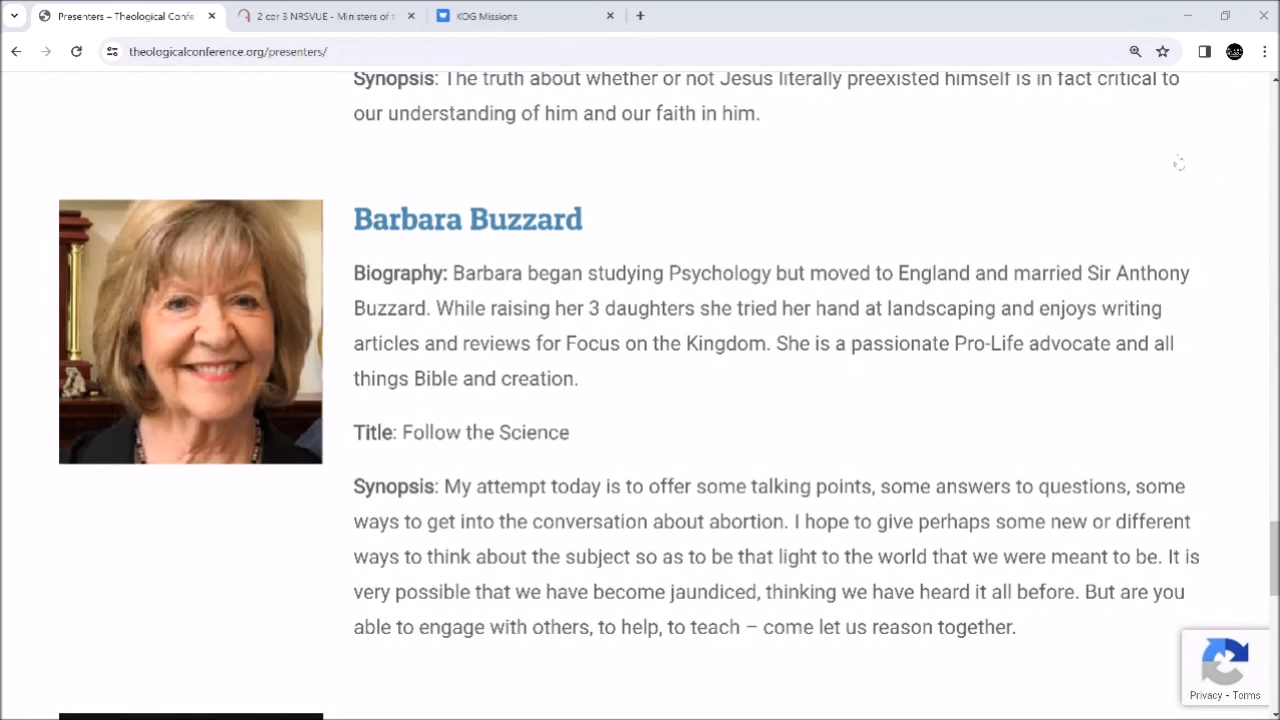 Presenters – Theological Confe
2 cor 3 NRSVUE - Ministers of t
KOG Missions
theologicalconference.org/presenters/
Synopsis: The truth about whether or not Jesus literally preexisted himself is in fact critical to
our understanding of him and our faith in him.
Barbara Buzzard
Biography: Barbara began studying Psychology but moved to England and married Sir Anthony
Buzzard. While raising her 3 daughters she tried her hand at landscaping and enjoys writing
articles and reviews for Focus on the Kingdom. She is a passionate Pro-Life advocate and all
things Bible and creation.
Title: Follow the Science
Synopsis: My attempt today is to offer some talking points, some answers to questions, some
ways to get into the conversation about abortion. I hope to give perhaps some new or different
ways to think about the subject so as to be that light to the world that we were meant to be. It is
very possible that we have become jaundiced, thinking we have heard it all before. But are you
able to engage with others, to help, to teach – come let us reason together.
Privacy - Terms